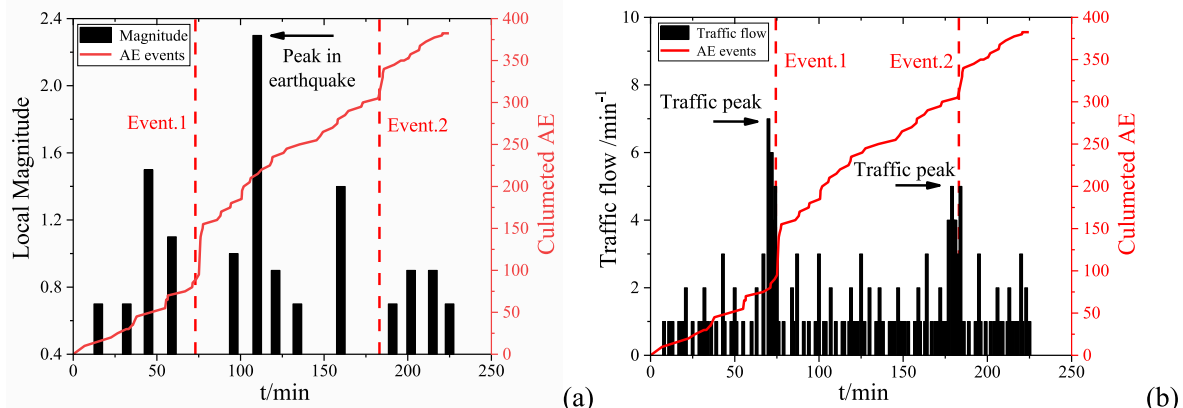 2.4
2.0
1.6
1.2
0.8
0.4
Local Magnitude
Magnitude
AE events
Peak in
earthquake
Event.1
Event.2
400
350
300
250
200
150
100
50
0
Culumeted AE
0
50
100
150
200
250
t/min
(a)
10
8
6
4
2
0
Traffic flow /min⁻¹
Traffic flow
AE events
Event.1
Event.2
Traffic peak
Traffic peak
400
350
300
250
200
150
100
50
0
Culumeted AE
0
50
100
150
200
250
t/min
(b)